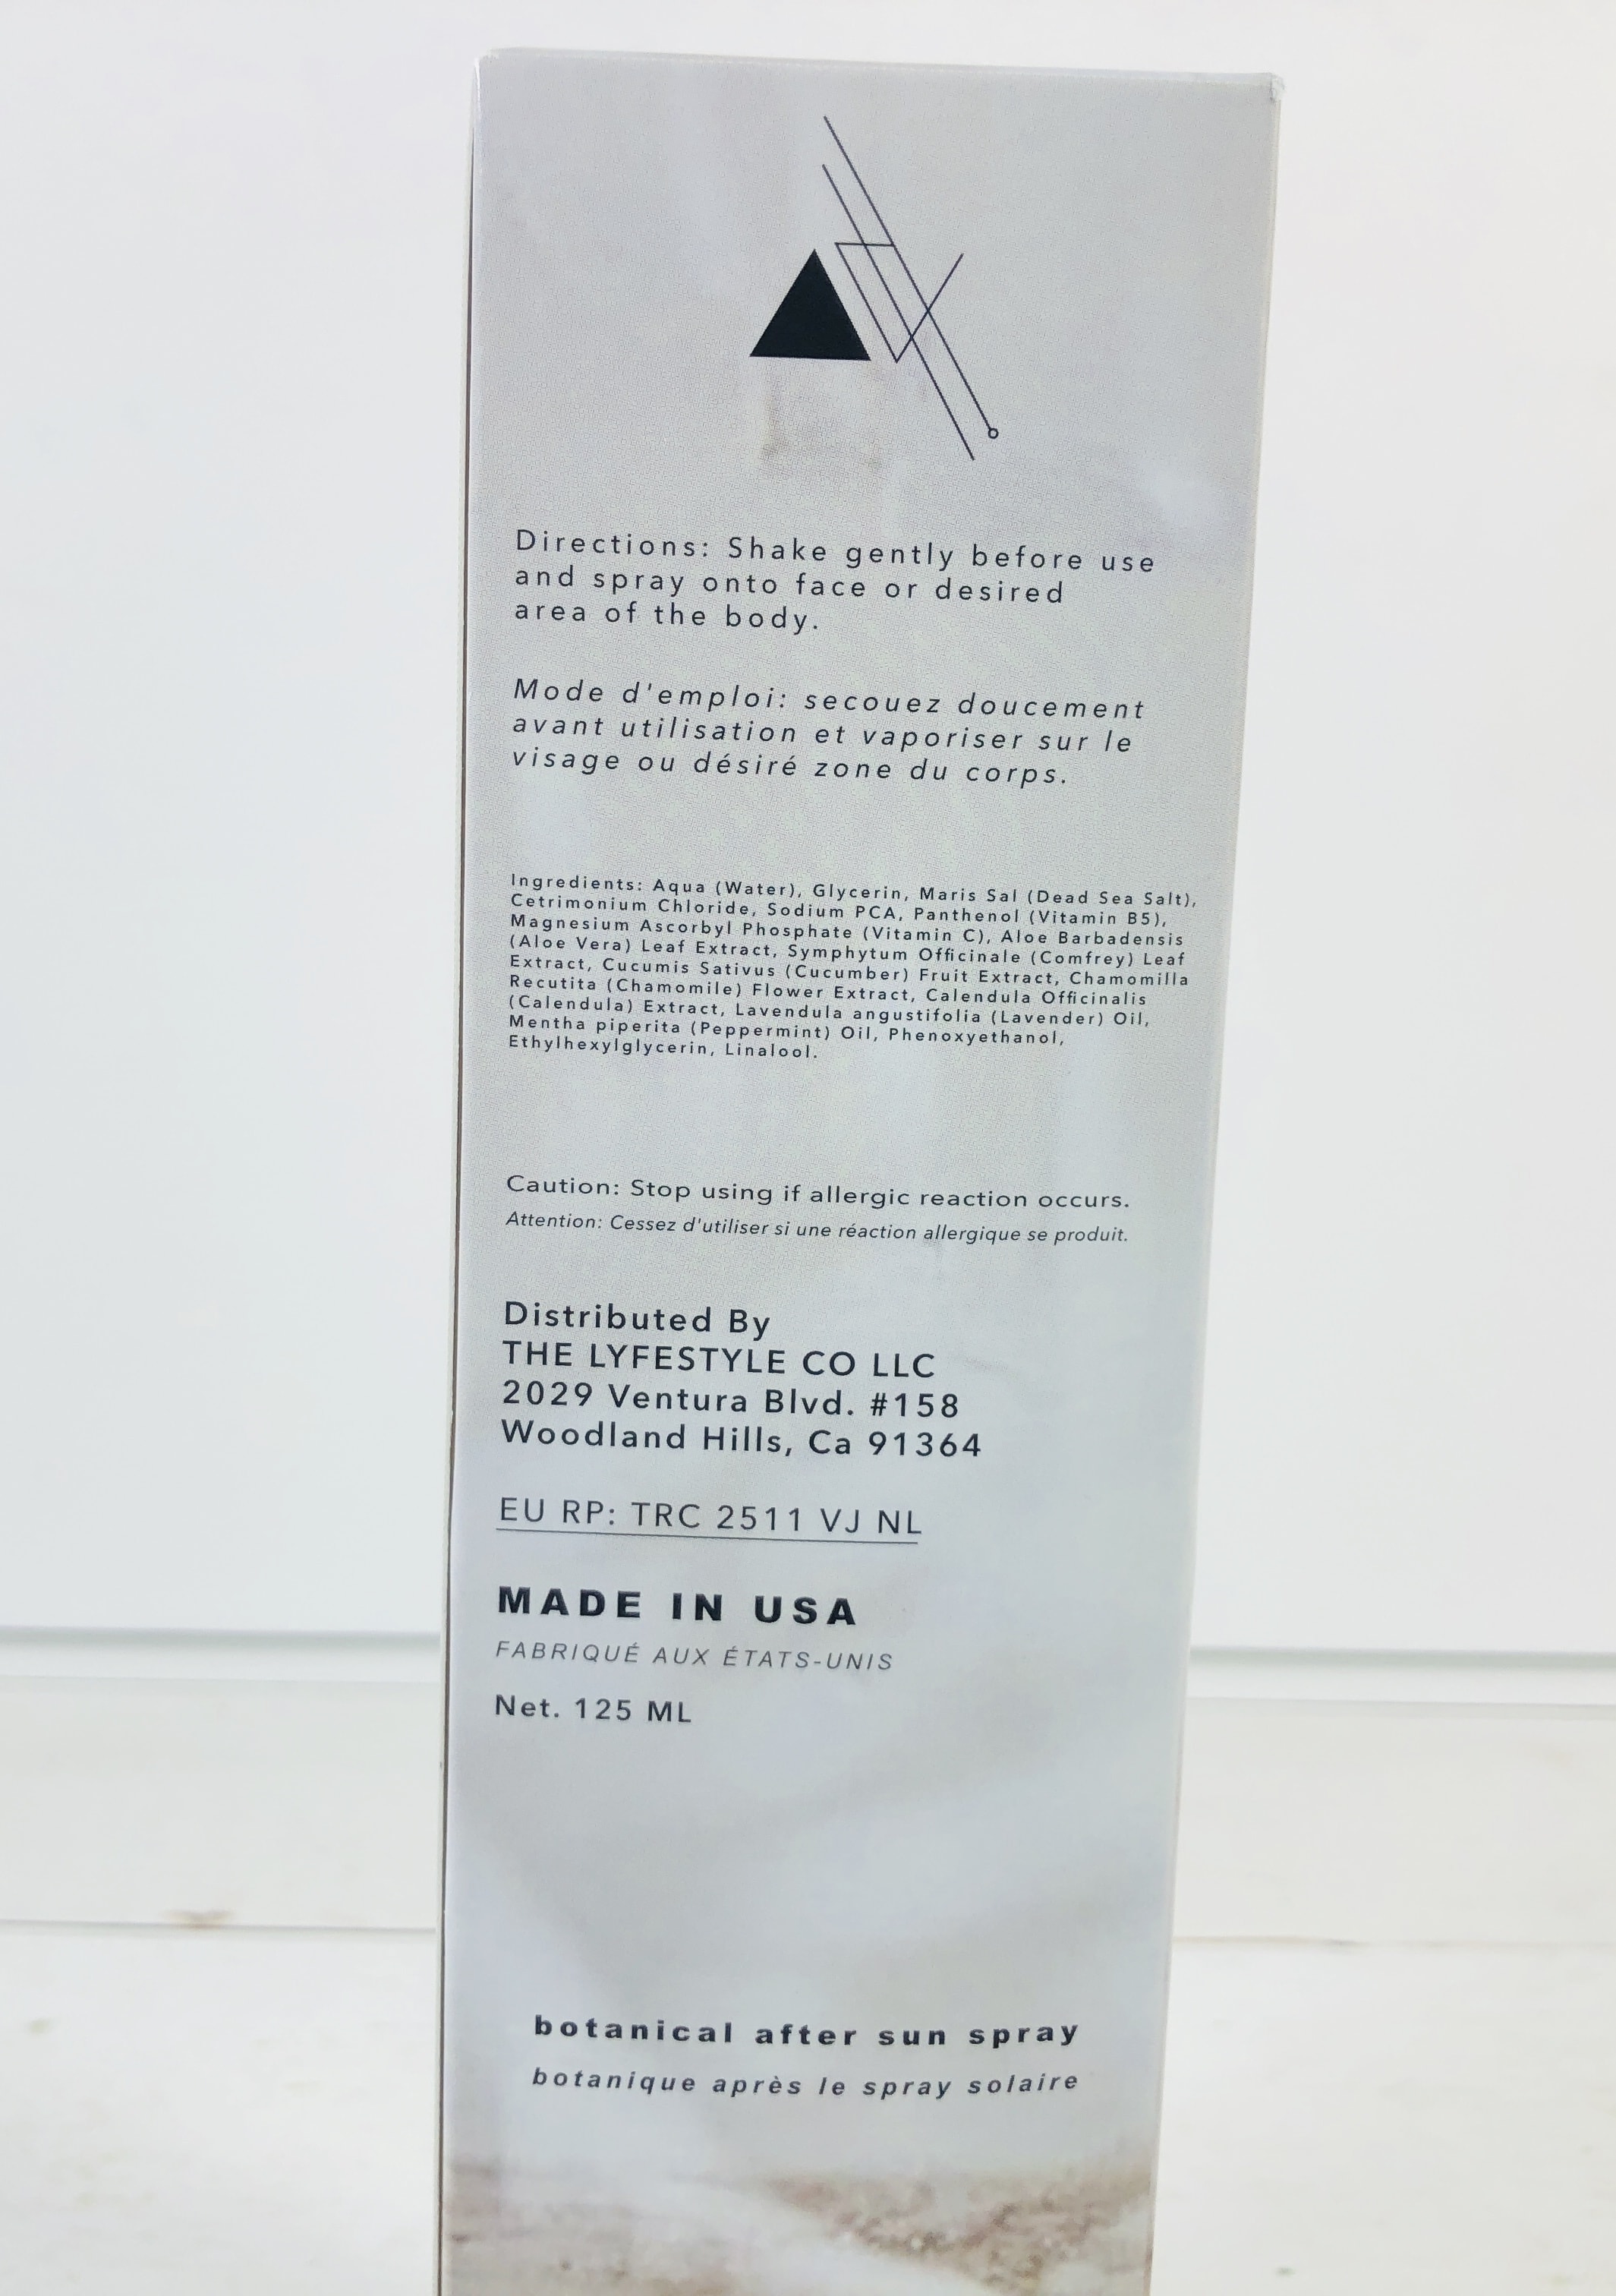 Directions: Shake gently before use
and spray onto face or desired
area of the body.
Mode d'emploi: secouez doucement
avant utilisation et vaporiser sur le
visage ou désiré zone du corps.
Ingredients: Aqua (Water), Glycerin, Maris Sal (Dead Sea Salt),
Cetrimonium Chloride, Sodium PCA, Panthenol (Vitamin B5),
Magnesium Ascorbyl Phosphate (Vitamin C), Aloe Barbadensis
(Aloe Vera) Leaf Extract, Symphytum Officinale (Comfrey) Leaf
Extract, Cucumis Sativus (Cucumber) Fruit Extract, Chamomilla
Recutita (Chamomile) Flower Extract, Calendula Officinalis
(Calendula) Extract, Lavendula angustifolia (Lavender) Oil,
Mentha piperita (Peppermint) Oil, Phenoxyethanol,
Ethylhexylglycerin, Linalool.
Caution: Stop using if allergic reaction occurs.
Attention: Cessez d'utiliser si une réaction allergique se produit.
Distributed By
THE LYFESTYLE CO LLC
2029 Ventura Blvd. #158
Woodland Hills, Ca 91364
EU RP: TRC 2511 VJ NL
MADE IN USA
FABRIQUÉ AUX ÉTATS-UNIS
Net. 125 ML
botanical after sun spray
botanique après le spray solaire